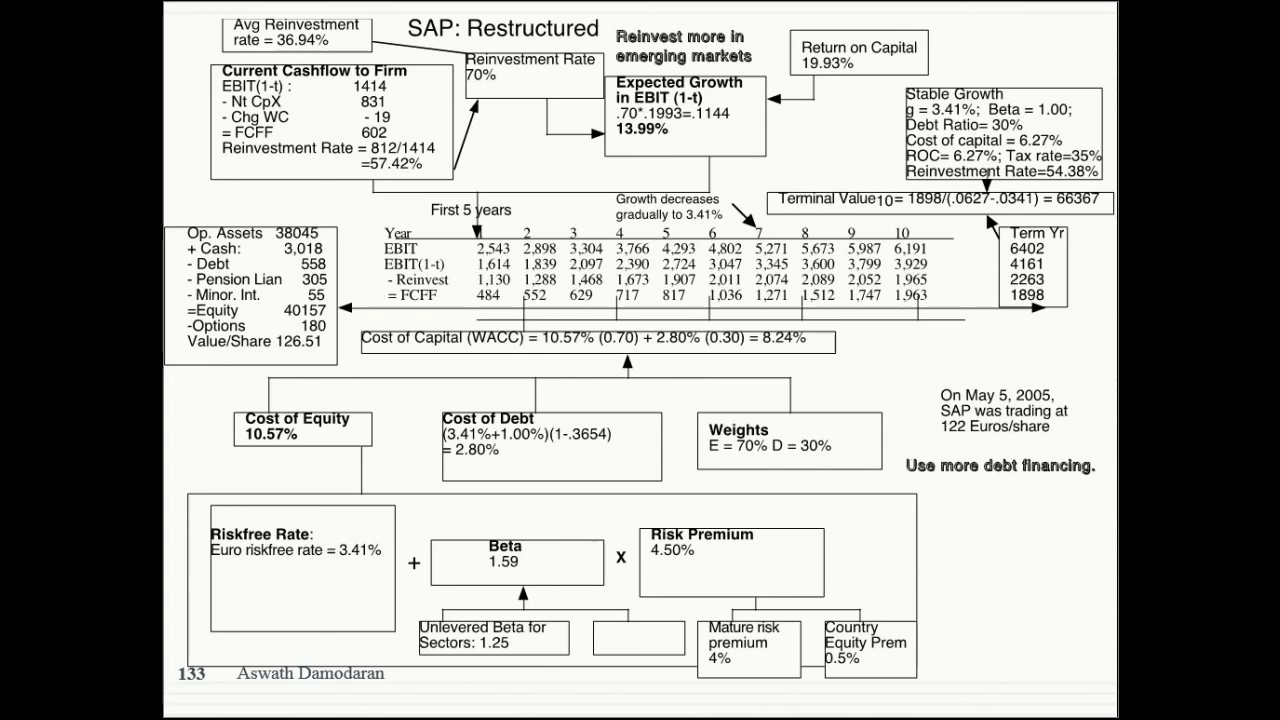 Avg Reinvestment
rate = 36.94%
SAP: Restructured
Reinvest more in
emerging markets
Return on Capital
19.93%
Current Cashflow to Firm
EBIT(1-t) : 1414
- Nt CpX 831
- Chg WC - 19
= FCFF 602
Reinvestment Rate = 812/1414
=57.42%
Reinvestment Rate
70%
Expected Growth
in EBIT (1-t)
.70*.1993=.1144
13.99%
Stable Growth
g = 3.41%; Beta = 1.00;
Debt Ratio= 30%
Cost of capital = 6.27%
ROC= 6.27%; Tax rate=35%
Reinvestment Rate=54.38%
Terminal Value10= 1898/(.0627-.0341) = 66367
First 5 years
Growth decreases
gradually to 3.41%
Op. Assets 38045
+ Cash: 3,018
- Debt 558
- Pension Lian 305
- Minor. Int. 55
=Equity 40157
-Options 180
Value/Share 126.51
Year 1 2 3 4 5 6 7 8 9 10
EBIT 2,543 2,898 3,304 3,766 4,293 4,802 5,271 5,673 5,987 6,191
EBIT(1-t) 1,614 1,839 2,097 2,390 2,724 3,047 3,345 3,600 3,799 3,929
- Reinvest 1,130 1,288 1,468 1,673 1,907 2,011 2,074 2,089 2,052 1,965
= FCFF 484 552 629 717 817 1,036 1,271 1,512 1,747 1,963
Term Yr
6402
4161
2263
1898
Cost of Capital (WACC) = 10.57% (0.70) + 2.80% (0.30) = 8.24%
Cost of Equity
10.57%
Cost of Debt
(3.41%+1.00%)(1-.3654)
= 2.80%
Weights
E = 70% D = 30%
On May 5, 2005,
SAP was trading at
122 Euros/share
Use more debt financing.
Riskfree Rate:
Euro riskfree rate = 3.41%
+
Beta
1.59
X
Risk Premium
4.50%
Unlevered Beta for
Sectors: 1.25
Mature risk
premium
4%
Country
Equity Prem
0.5%
133 Aswath Damodaran